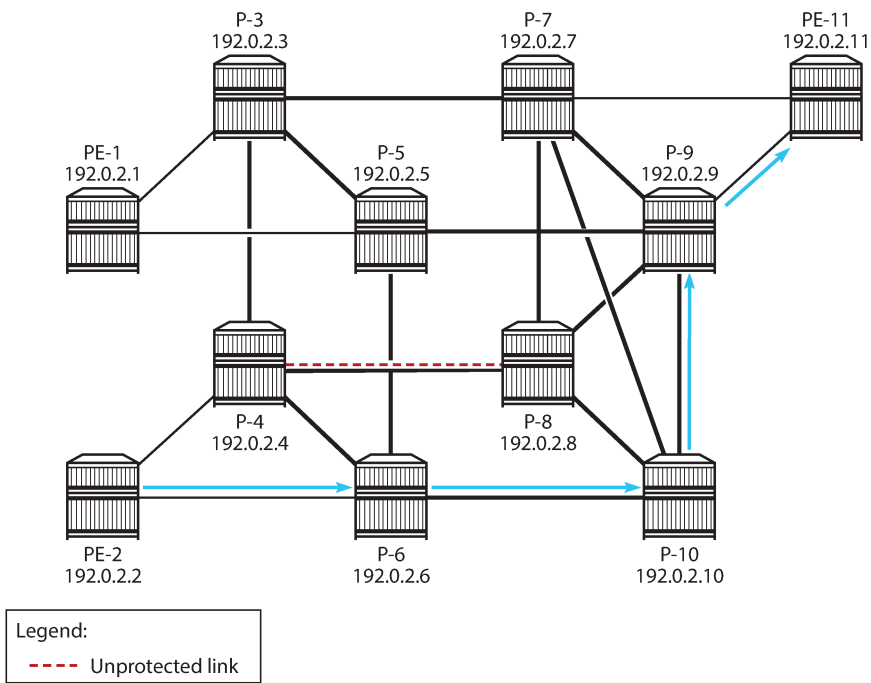 P-3
192.0.2.3
P-7
192.0.2.7
PE-11
192.0.2.11
PE-1
192.0.2.1
P-5
192.0.2.5
P-9
192.0.2.9
P-4
192.0.2.4
P-8
192.0.2.8
PE-2
192.0.2.2
P-6
192.0.2.6
P-10
192.0.2.10
Legend:
Unprotected link